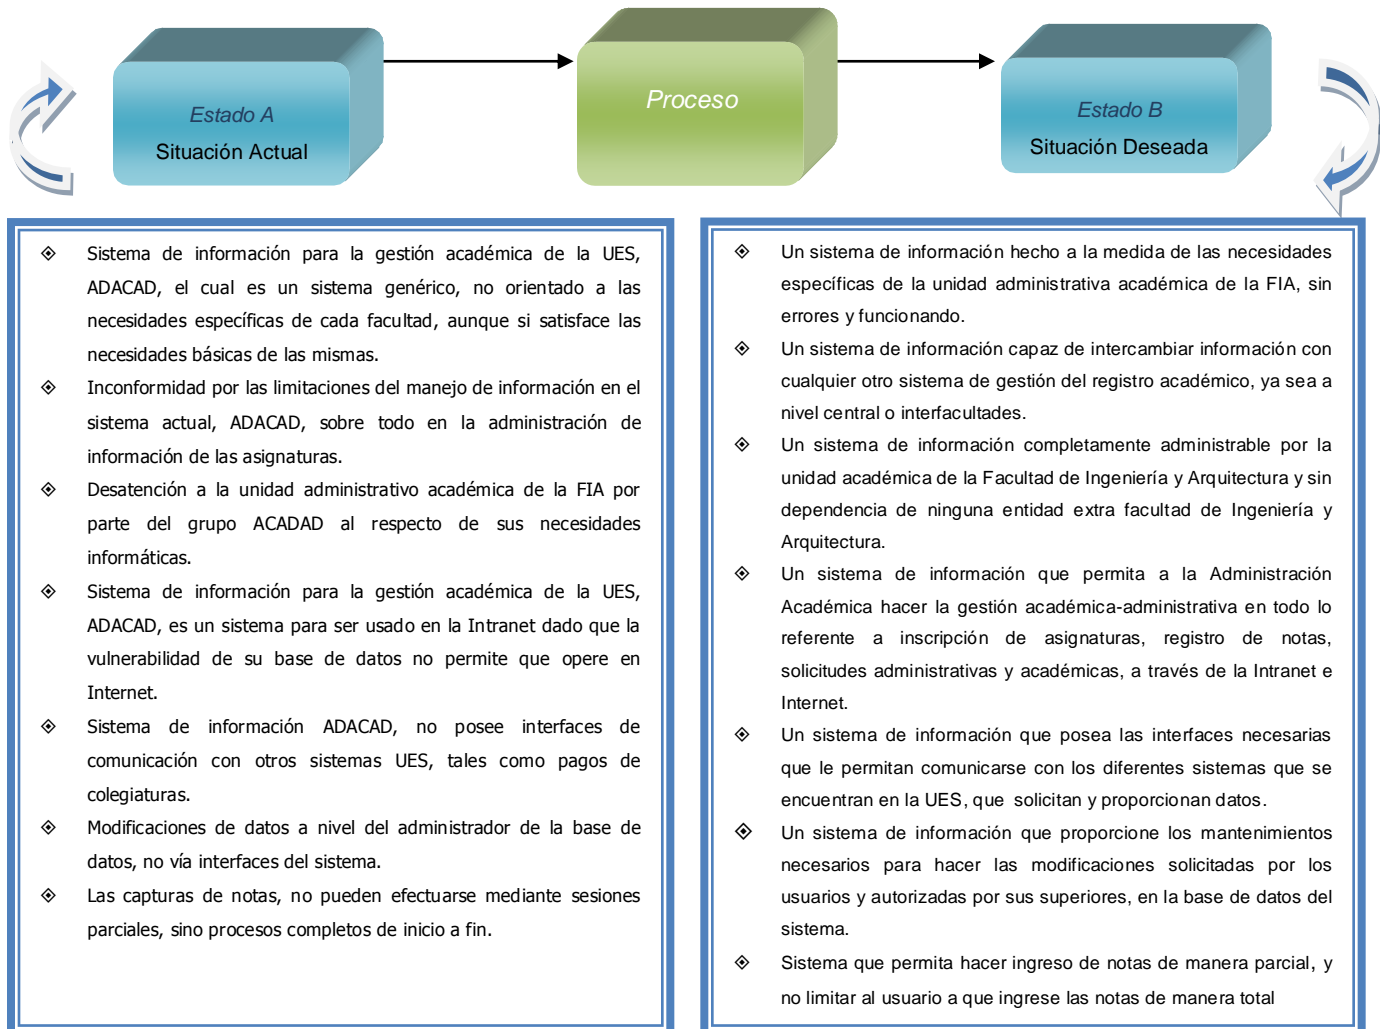 Estado A
Situación Actual
Proceso
Estado B
Situación Deseada
Sistema de información para la gestión académica de la UES,
ADACAD, el cual es un sistema genérico, no orientado a las
necesidades específicas de cada facultad, aunque si satisface las
necesidades básicas de las mismas.
Inconformidad por las limitaciones del manejo de información en el
sistema actual, ADACAD, sobre todo en la administración de
información de las asignaturas.
Desatención a la unidad administrativo académica de la FIA por
parte del grupo ACADAD al respecto de sus necesidades
informáticas.
Sistema de información para la gestión académica de la UES,
ADACAD, es un sistema para ser usado en la Intranet dado que la
vulnerabilidad de su base de datos no permite que opere en
Internet.
Sistema de información ADACAD, no posee interfaces de
comunicación con otros sistemas UES, tales como pagos de
colegiaturas.
Modificaciones de datos a nivel del administrador de la base de
datos, no vía interfaces del sistema.
Las capturas de notas, no pueden efectuarse mediante sesiones
parciales, sino procesos completos de inicio a fin.
Un sistema de información hecho a la medida de las necesidades
específicas de la unidad administrativa académica de la FIA, sin
errores y funcionando.
Un sistema de información capaz de intercambiar información con
cualquier otro sistema de gestión del registro académico, ya sea a
nivel central o interfacultades.
Un sistema de información completamente administrable por la
unidad académica de la Facultad de Ingeniería y Arquitectura y sin
dependencia de ninguna entidad extra facultad de Ingeniería y
Arquitectura.
Un sistema de información que permita a la Administración
Académica hacer la gestión académica-administrativa en todo lo
referente a inscripción de asignaturas, registro de notas,
solicitudes administrativas y académicas, a través de la Intranet e
Internet.
Un sistema de información que posea las interfaces necesarias
que le permitan comunicarse con los diferentes sistemas que se
encuentran en la UES, que solicitan y proporcionan datos.
Un sistema de información que proporcione los mantenimientos
necesarios para hacer las modificaciones solicitadas por los
usuarios y autorizadas por sus superiores, en la base de datos del
sistema.
Sistema que permita hacer ingreso de notas de manera parcial, y
no limitar al usuario a que ingrese las notas de manera total